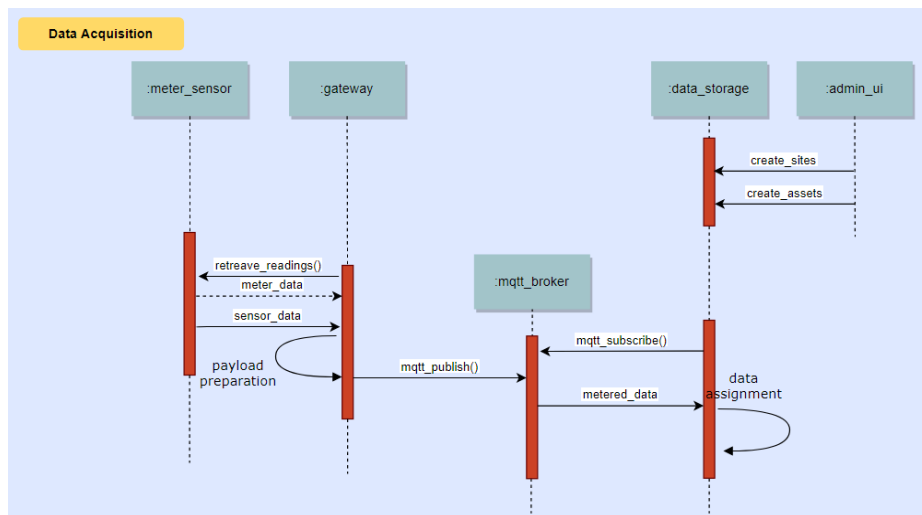 Data Acquisition
:meter_sensor
:gateway
:data_storage
:admin_ui
create_sites
create_assets
retreave_readings()
:mqtt_broker
meter_data
sensor_data
mqtt_subscribe()
payload
preparation
mqtt_publish()
data
assignment
metered_data